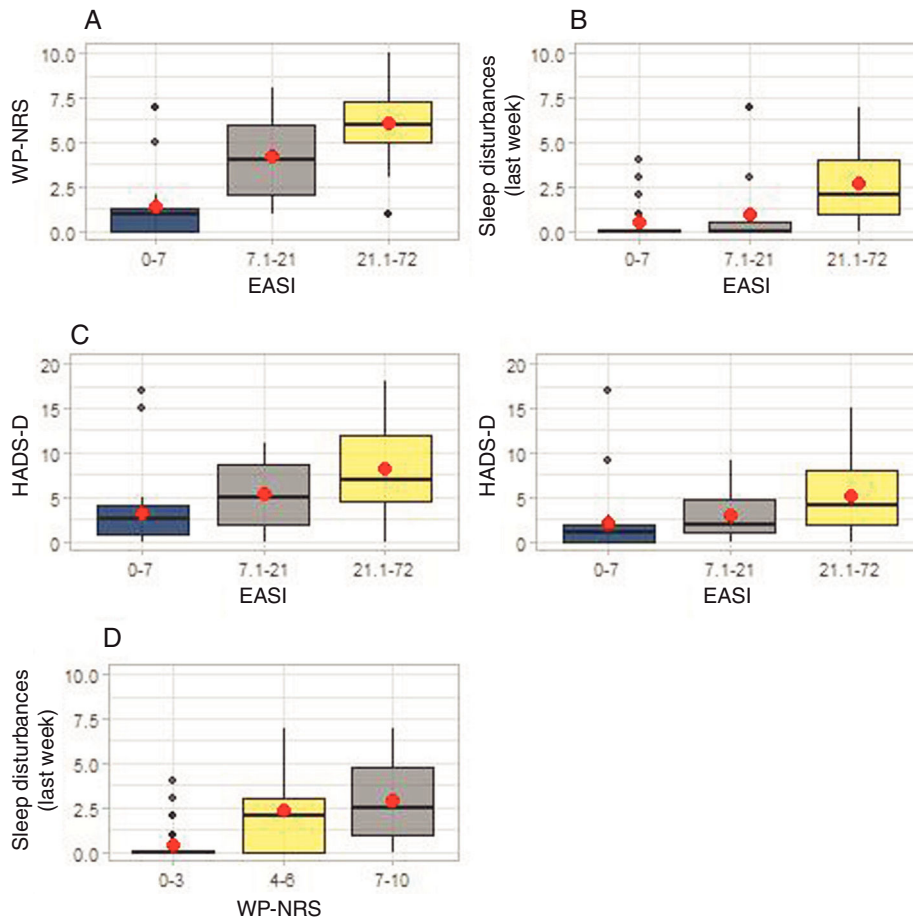 A
WP-NRS
10.0
7.5
5.0
2.5
0.0
0-7 7.1-21 21.1-72
EASI
B
Sleep disturbances
(last week)
10.0
7.5
5.0
2.5
0.0
0-7 7.1-21 21.1-72
EASI
C
HADS-D
20
15
10
5
0
0-7 7.1-21 21.1-72
EASI
HADS-D
20
15
10
5
0
0-7 7.1-21 21.1-72
EASI
D
Sleep disturbances
(last week)
10.0
7.5
5.0
2.5
0.0
0-3 4-6 7-10
WP-NRS